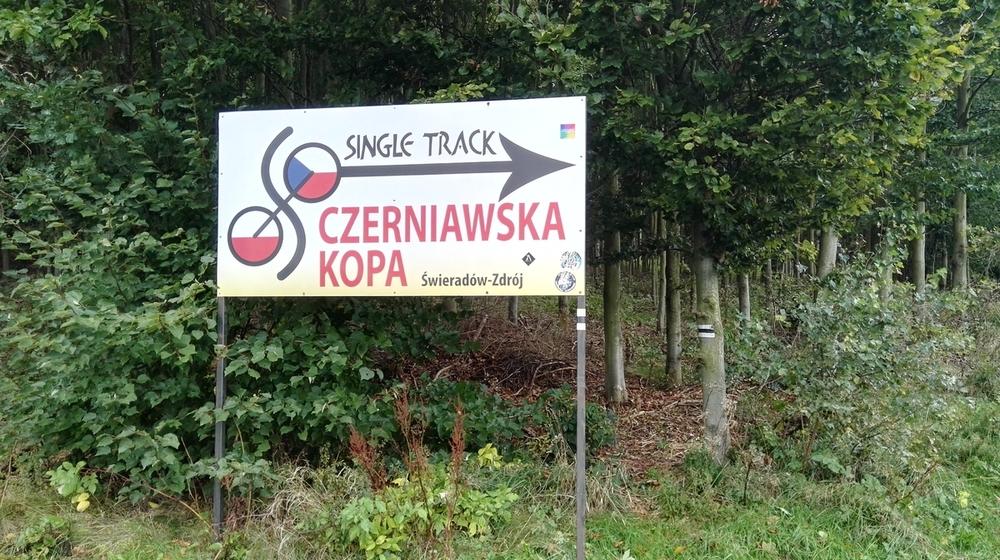 SINGLE TRACK
CZERNIAWSKA
KOPA
Świeradów-Zdrój